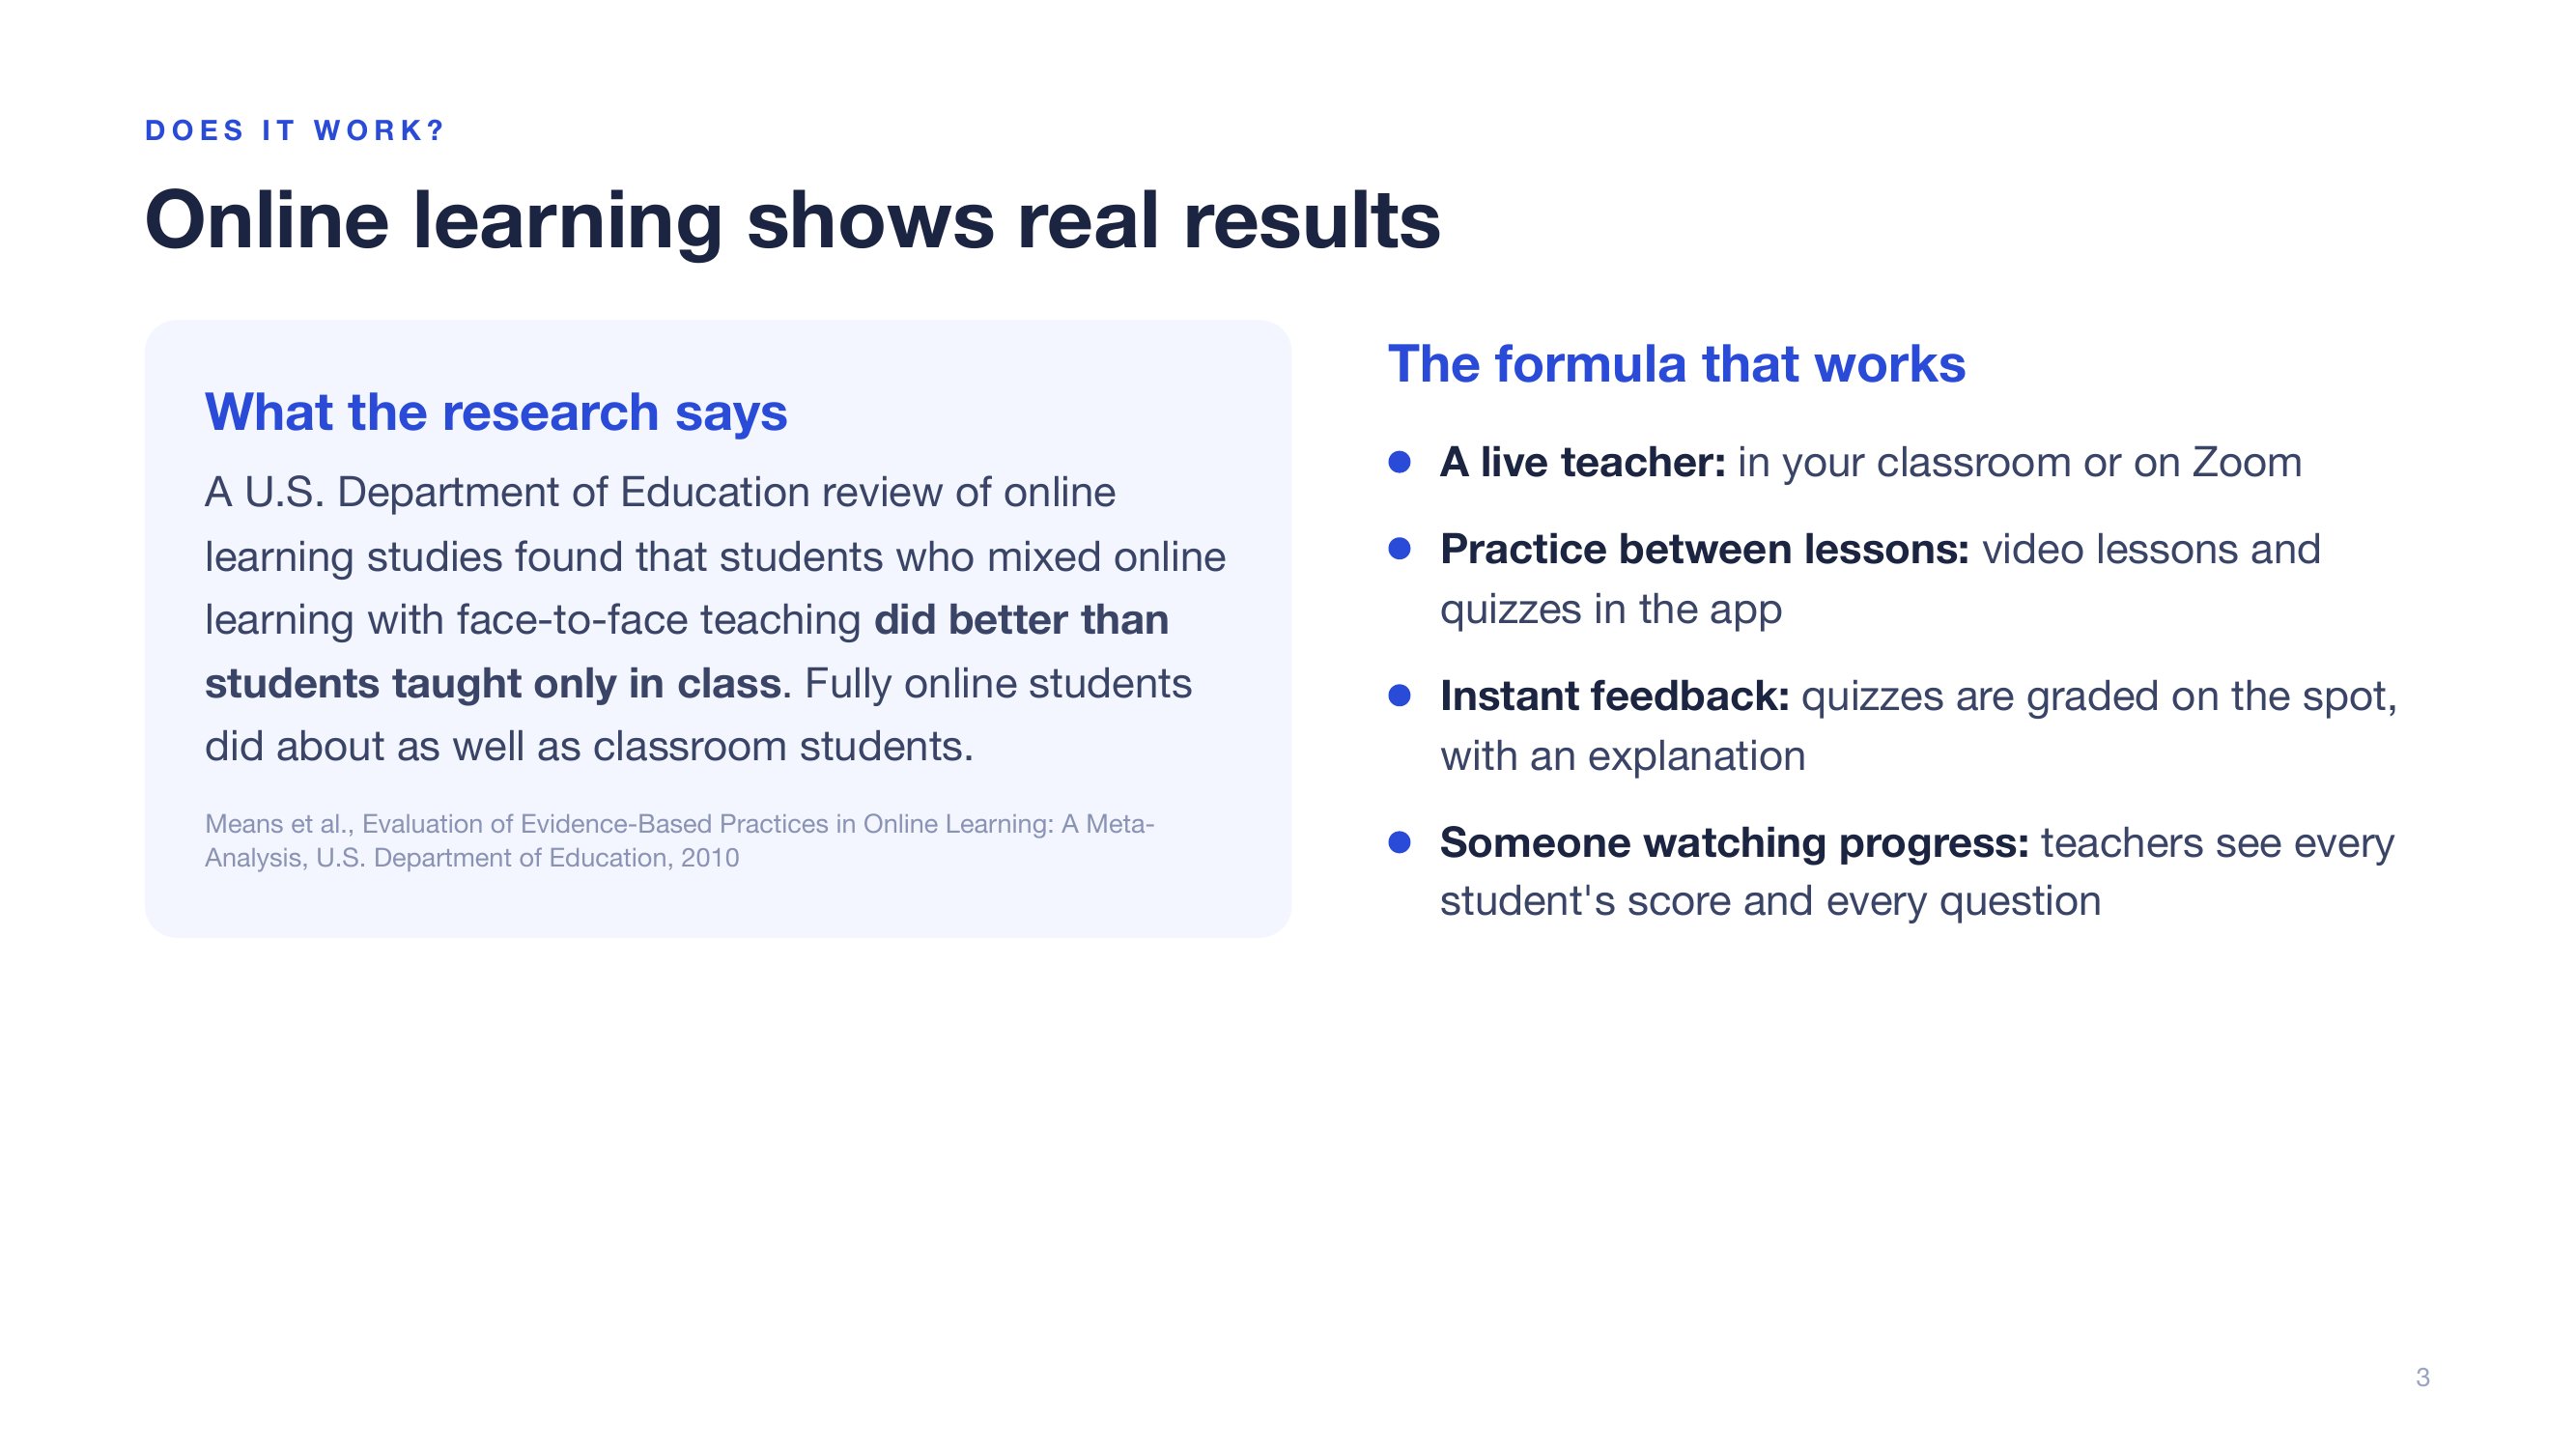 DOES IT WORK?
Online learning shows real results
What the research says
A U.S. Department of Education review of online
learning studies found that students who mixed online
learning with face-to-face teaching did better than
students taught only in class. Fully online students
did about as well as classroom students.
Means et al., Evaluation of Evidence-Based Practices in Online Learning: A Meta-
Analysis, U.S. Department of Education, 2010
The formula that works
A live teacher: in your classroom or on Zoom
Practice between lessons: video lessons and
quizzes in the app
Instant feedback: quizzes are graded on the spot,
with an explanation
Someone watching progress: teachers see every
student's score and every question
3